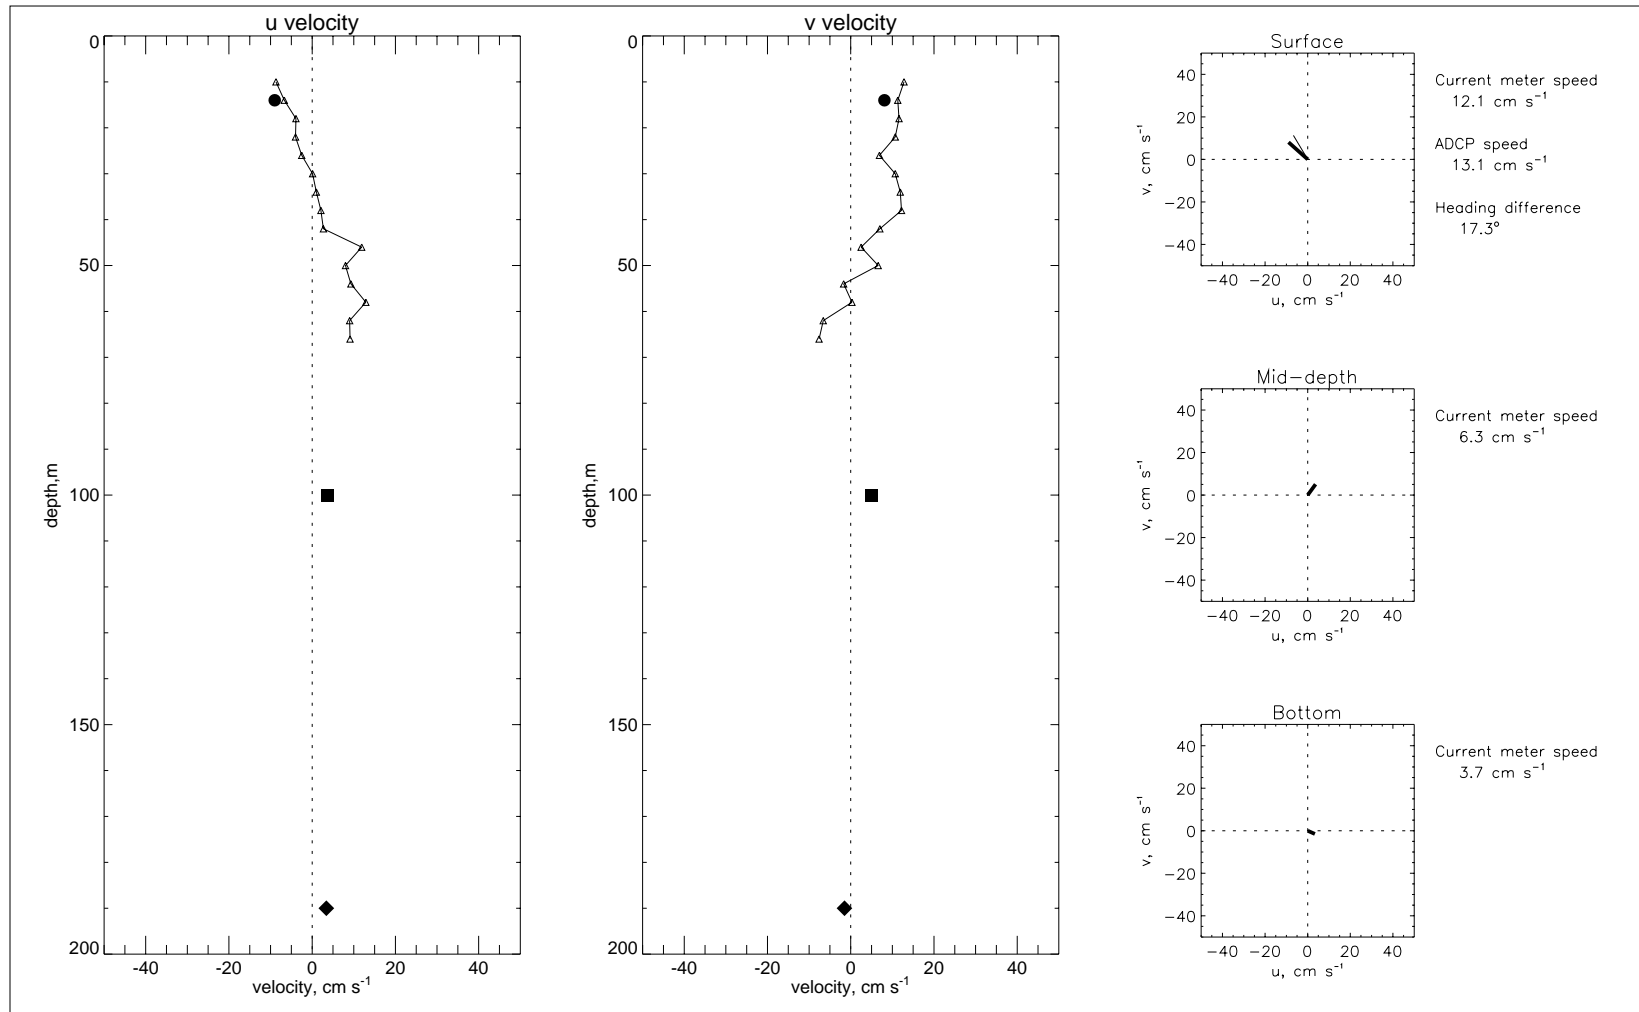 u velocity
0
50
100
150
200
depth,m
-40 -20 0 20 40
velocity, cm s⁻¹
v velocity
0
50
100
150
200
depth,m
-40 -20 0 20 40
velocity, cm s⁻¹
Surface
40
20
0
−20
−40
v, cm s⁻¹
−40 −20 0 20 40
u, cm s⁻¹
Current meter speed
12.1 cm s⁻¹
ADCP speed
13.1 cm s⁻¹
Heading difference
17.3°
Mid−depth
40
20
0
−20
−40
v, cm s⁻¹
−40 −20 0 20 40
u, cm s⁻¹
Current meter speed
6.3 cm s⁻¹
Bottom
40
20
0
−20
−40
v, cm s⁻¹
−40 −20 0 20 40
u, cm s⁻¹
Current meter speed
3.7 cm s⁻¹